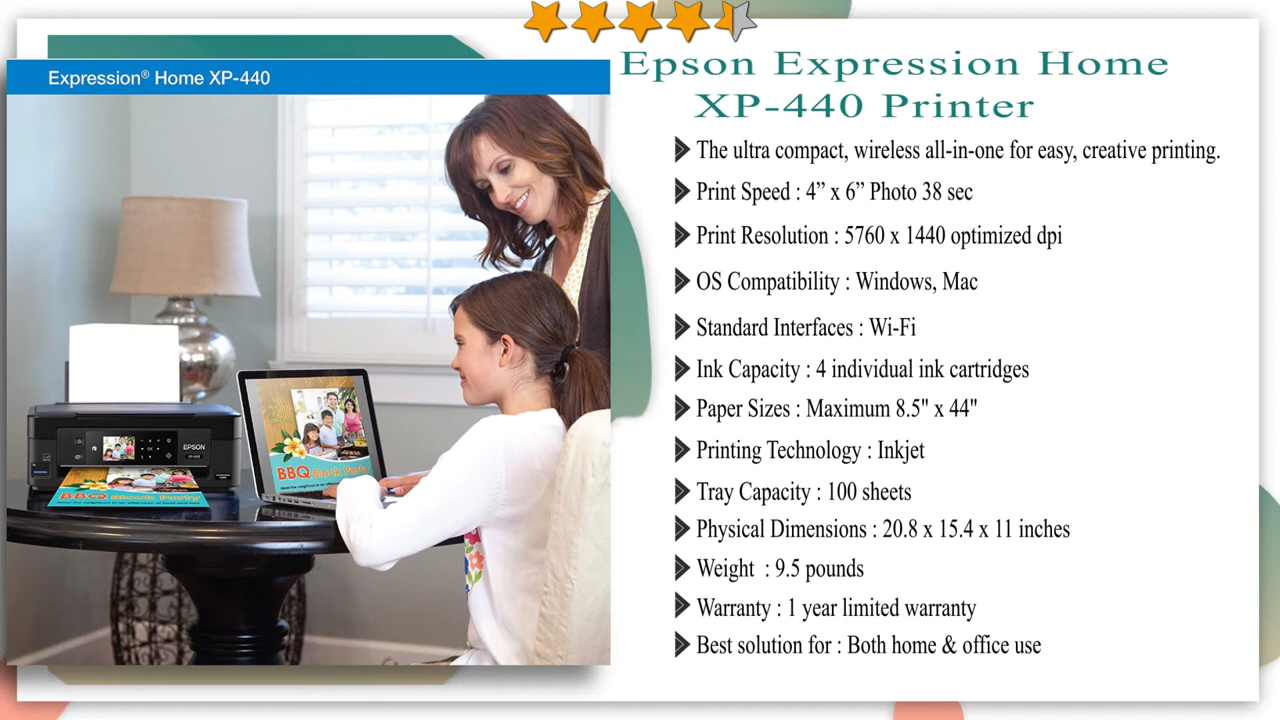 Epson Expression Home
XP-440 Printer
Expression® Home XP-440
The ultra compact, wireless all-in-one for easy, creative printing.
Print Speed : 4” x 6” Photo 38 sec
Print Resolution : 5760 x 1440 optimized dpi
OS Compatibility : Windows, Mac
Standard Interfaces : Wi-Fi
Ink Capacity : 4 individual ink cartridges
Paper Sizes : Maximum 8.5" x 44"
Printing Technology : Inkjet
Tray Capacity : 100 sheets
Physical Dimensions : 20.8 x 15.4 x 11 inches
Weight  : 9.5 pounds
Warranty : 1 year limited warranty
Best solution for : Both home & office use
EPSON
BBQ Block Party
BBQ Block Party